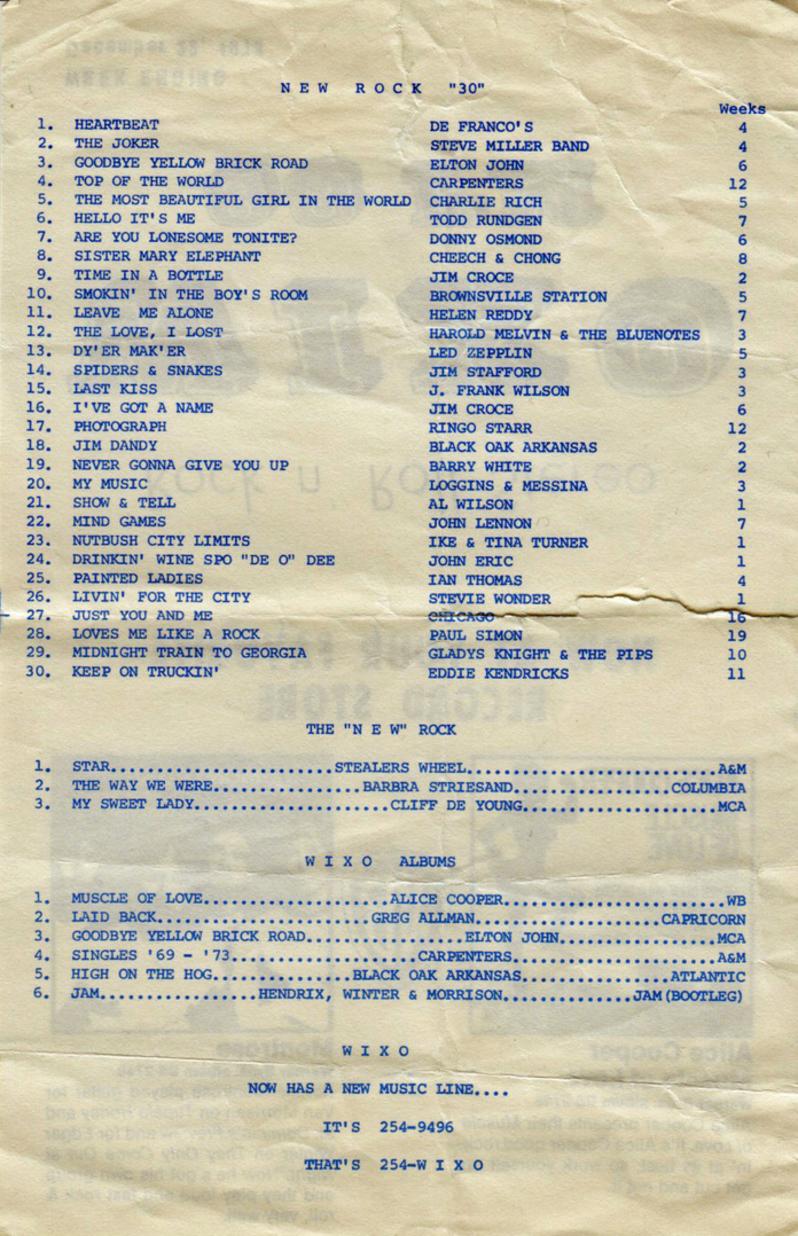 NEW ROCK "30"
Weeks
1. HEARTBEAT DE FRANCO'S 4
2. THE JOKER STEVE MILLER BAND 4
3. GOODBYE YELLOW BRICK ROAD ELTON JOHN 6
4. TOP OF THE WORLD CARPENTERS 12
5. THE MOST BEAUTIFUL GIRL IN THE WORLD CHARLIE RICH 5
6. HELLO IT'S ME TODD RUNDGEN 7
7. ARE YOU LONESOME TONITE? DONNY OSMOND 6
8. SISTER MARY ELEPHANT CHEECH & CHONG 8
9. TIME IN A BOTTLE JIM CROCE 2
10. SMOKIN' IN THE BOY'S ROOM BROWNSVILLE STATION 5
11. LEAVE ME ALONE HELEN REDDY 7
12. THE LOVE, I LOST HAROLD MELVIN & THE BLUENOTES 3
13. DY'ER MAK'ER LED ZEPPLIN 5
14. SPIDERS & SNAKES JIM STAFFORD 3
15. LAST KISS J. FRANK WILSON 3
16. I'VE GOT A NAME JIM CROCE 6
17. PHOTOGRAPH RINGO STARR 12
18. JIM DANDY BLACK OAK ARKANSAS 2
19. NEVER GONNA GIVE YOU UP BARRY WHITE 2
20. MY MUSIC LOGGINS & MESSINA 3
21. SHOW & TELL AL WILSON 1
22. MIND GAMES JOHN LENNON 7
23. NUTBUSH CITY LIMITS IKE & TINA TURNER 1
24. DRINKIN' WINE SPO "DE O" DEE JOHN ERIC 1
25. PAINTED LADIES IAN THOMAS 4
26. LIVIN' FOR THE CITY STEVIE WONDER 1
27. JUST YOU AND ME CHICAGO 16
28. LOVES ME LIKE A ROCK PAUL SIMON 19
29. MIDNIGHT TRAIN TO GEORGIA GLADYS KNIGHT & THE PIPS 10
30. KEEP ON TRUCKIN' EDDIE KENDRICKS 11
THE "N E W" ROCK
1. STAR........................STEALERS WHEEL...........................A&M
2. THE WAY WE WERE................BARBRA STRIESAND.................COLUMBIA
3. MY SWEET LADY.....................CLIFF DE YOUNG.....................MCA
W I X O ALBUMS
1. MUSCLE OF LOVE....................ALICE COOPER........................WB
2. LAID BACK.......................GREG ALLMAN....................CAPRICORN
3. GOODBYE YELLOW BRICK ROAD.................ELTON JOHN.................MCA
4. SINGLES '69 - '73....................CARPENTERS......................A&M
5. HIGH ON THE HOG...............BLACK OAK ARKANSAS................ATLANTIC
6. JAM.................HENDRIX, WINTER & MORRISON..............JAM(BOOTLEG)
W I X O
NOW HAS A NEW MUSIC LINE....
IT'S 254-9496
THAT'S 254-W I X O